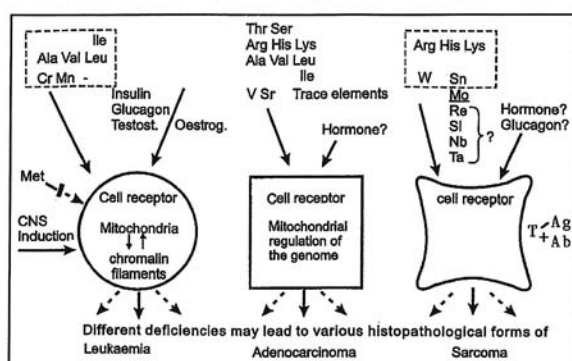 Ile
Ala Val Leu
Cr Mn -
Insulin
Glucagon
Testost.
Oestrog.
Met
CNS
Induction
Cell receptor
Mitochondria
chromalin
filaments
Thr Ser
Arg His Lys
Ala Val Leu
Ile
V Sr Trace elements
Hormone?
Cell receptor
Mitochondrial
regulation of
the genome
Arg His Lys
W Sn
Mo
Re
Si
Nb
Ta
?
Hormone?
Glucagon?
cell receptor
T Ag
+ Ab
Different deficiencies may lead to various histopathological forms of
Leukaemia Adenocarcinoma Sarcoma